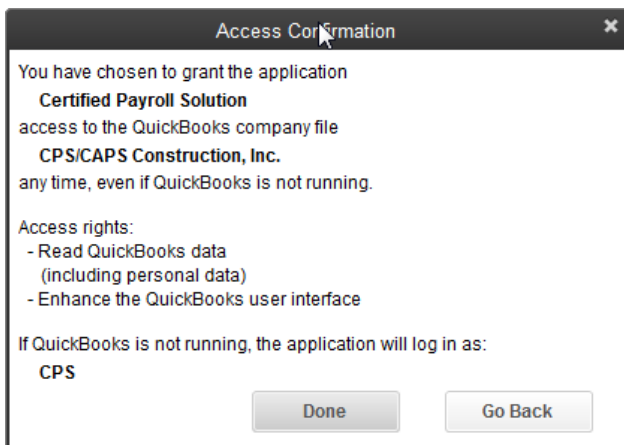 Access Confirmation
You have chosen to grant the application
Certified Payroll Solution
access to the QuickBooks company file
CPS/CAPS Construction, Inc.
any time, even if QuickBooks is not running.
Access rights:
- Read QuickBooks data
(including personal data)
- Enhance the QuickBooks user interface
If QuickBooks is not running, the application will log in as:
CPS
Done Go Back